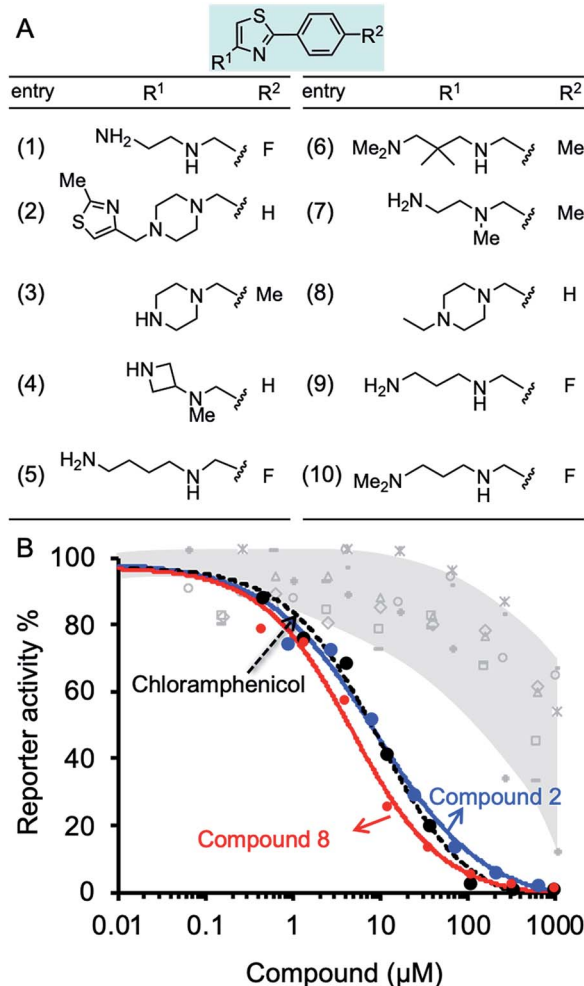 A
S
N
R1
R2
entry R1 R2 entry R1 R2
(1) NH2 N H F (6) Me2N N H Me
(2) Me N S N N H (7) H2N N Me Me
(3) N HN Me (8) N N H
(4) HN N Me H (9) H2N N H F
(5) H2N N H F (10) Me2N N H F
B
100
80
60
40
20
0
Reporter activity %
Chloramphenicol
Compound 2
Compound 8
0.01 0.1 1 10 100 1000
Compound (µM)